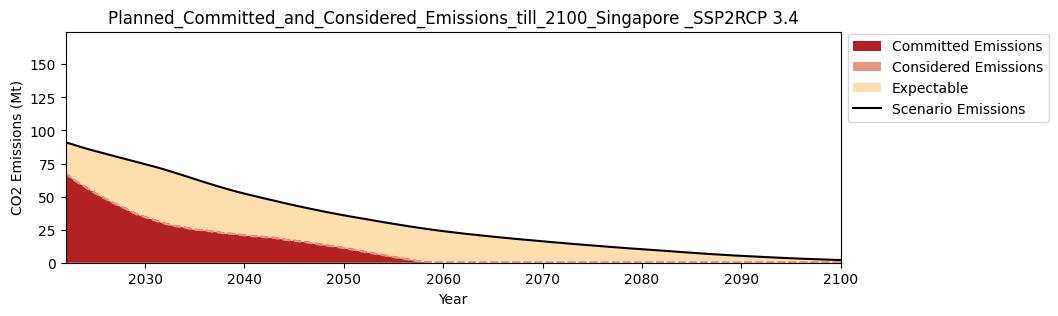 Planned_Committed_and_Considered_Emissions_till_2100_Singapore _SSP2RCP 3.4
CO2 Emissions (Mt)
150
125
100
75
50
25
0
2030 2040 2050 2060 2070 2080 2090 2100
Year
Committed Emissions
Considered Emissions
Expectable
Scenario Emissions